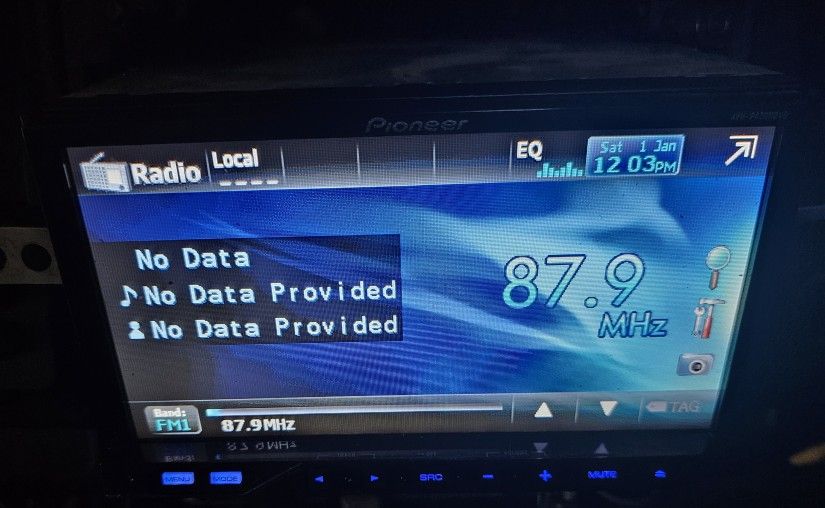 Pioneer
Radio
Local
EQ
Sat 1 Jan
12 03PM
No Data
No Data Provided
No Data Provided
87.9
MHz
Band:
FM1
87.9MHz
TAG
MENU
MODE
SRC
MUTE